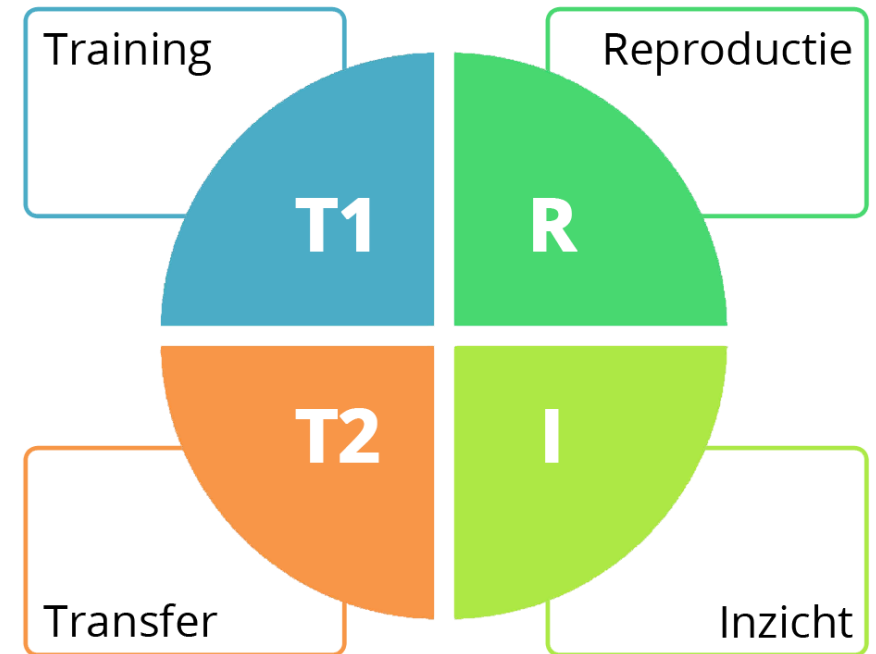 Training
Reproductie
T1
R
T2
I
Transfer
Inzicht